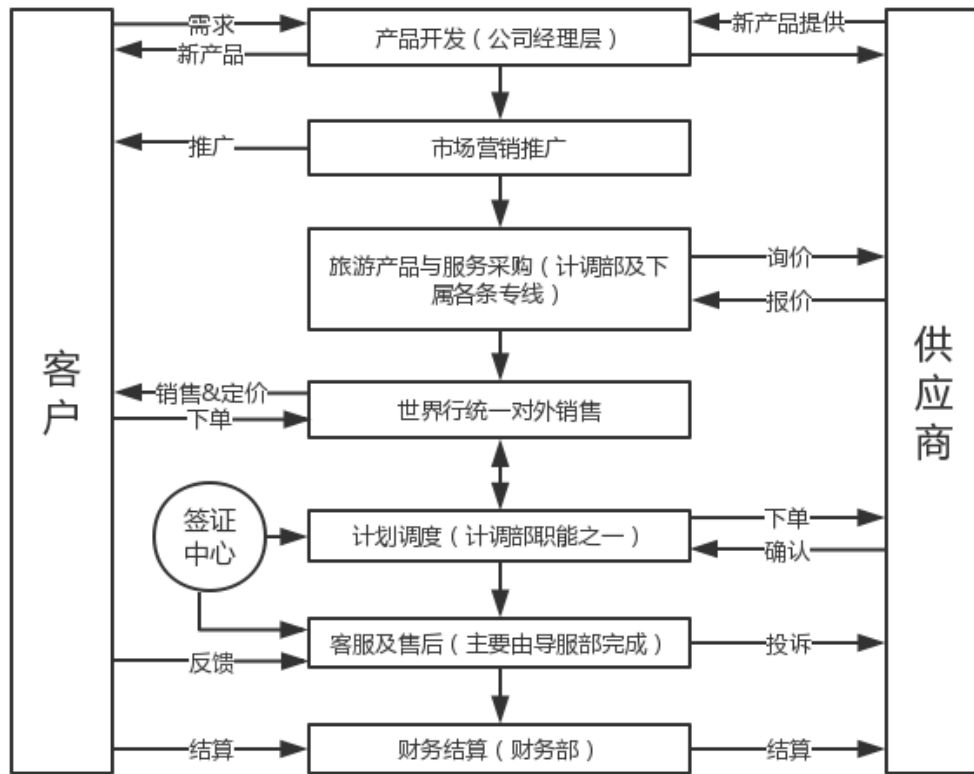 需求
产品开发（公司经理层）
新产品提供
新产品
推广
市场营销推广
旅游产品与服务采购（计调部及下
属各条专线）
询价
报价
客
户
供
应
商
销售&定价
下单
世界行统一对外销售
签证
中心
计划调度（计调部职能之一）
下单
确认
客服及售后（主要由导服部完成）
反馈
投诉
结算
财务结算（财务部）
结算